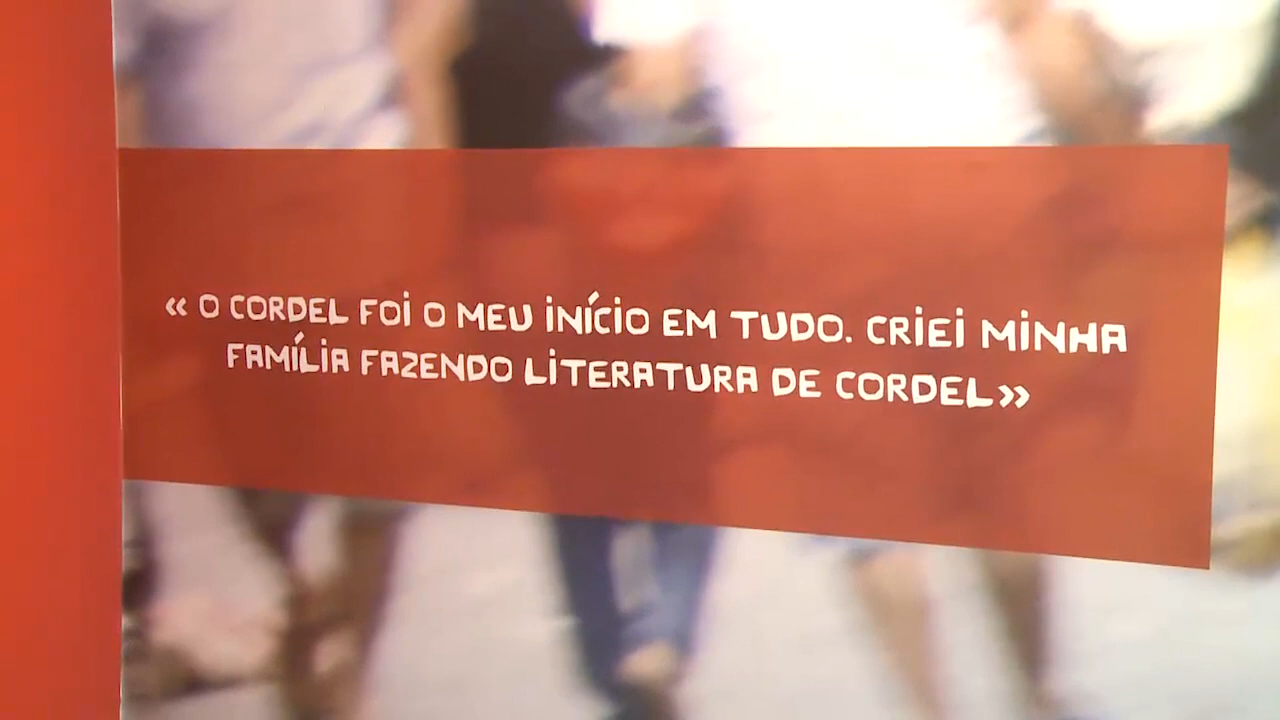 « O CORDEL FOI O MEU INÍCIO EM TUDO. CRIEI MINHA
FAMÍLIA FAZENDO LITERATURA DE CORDEL»